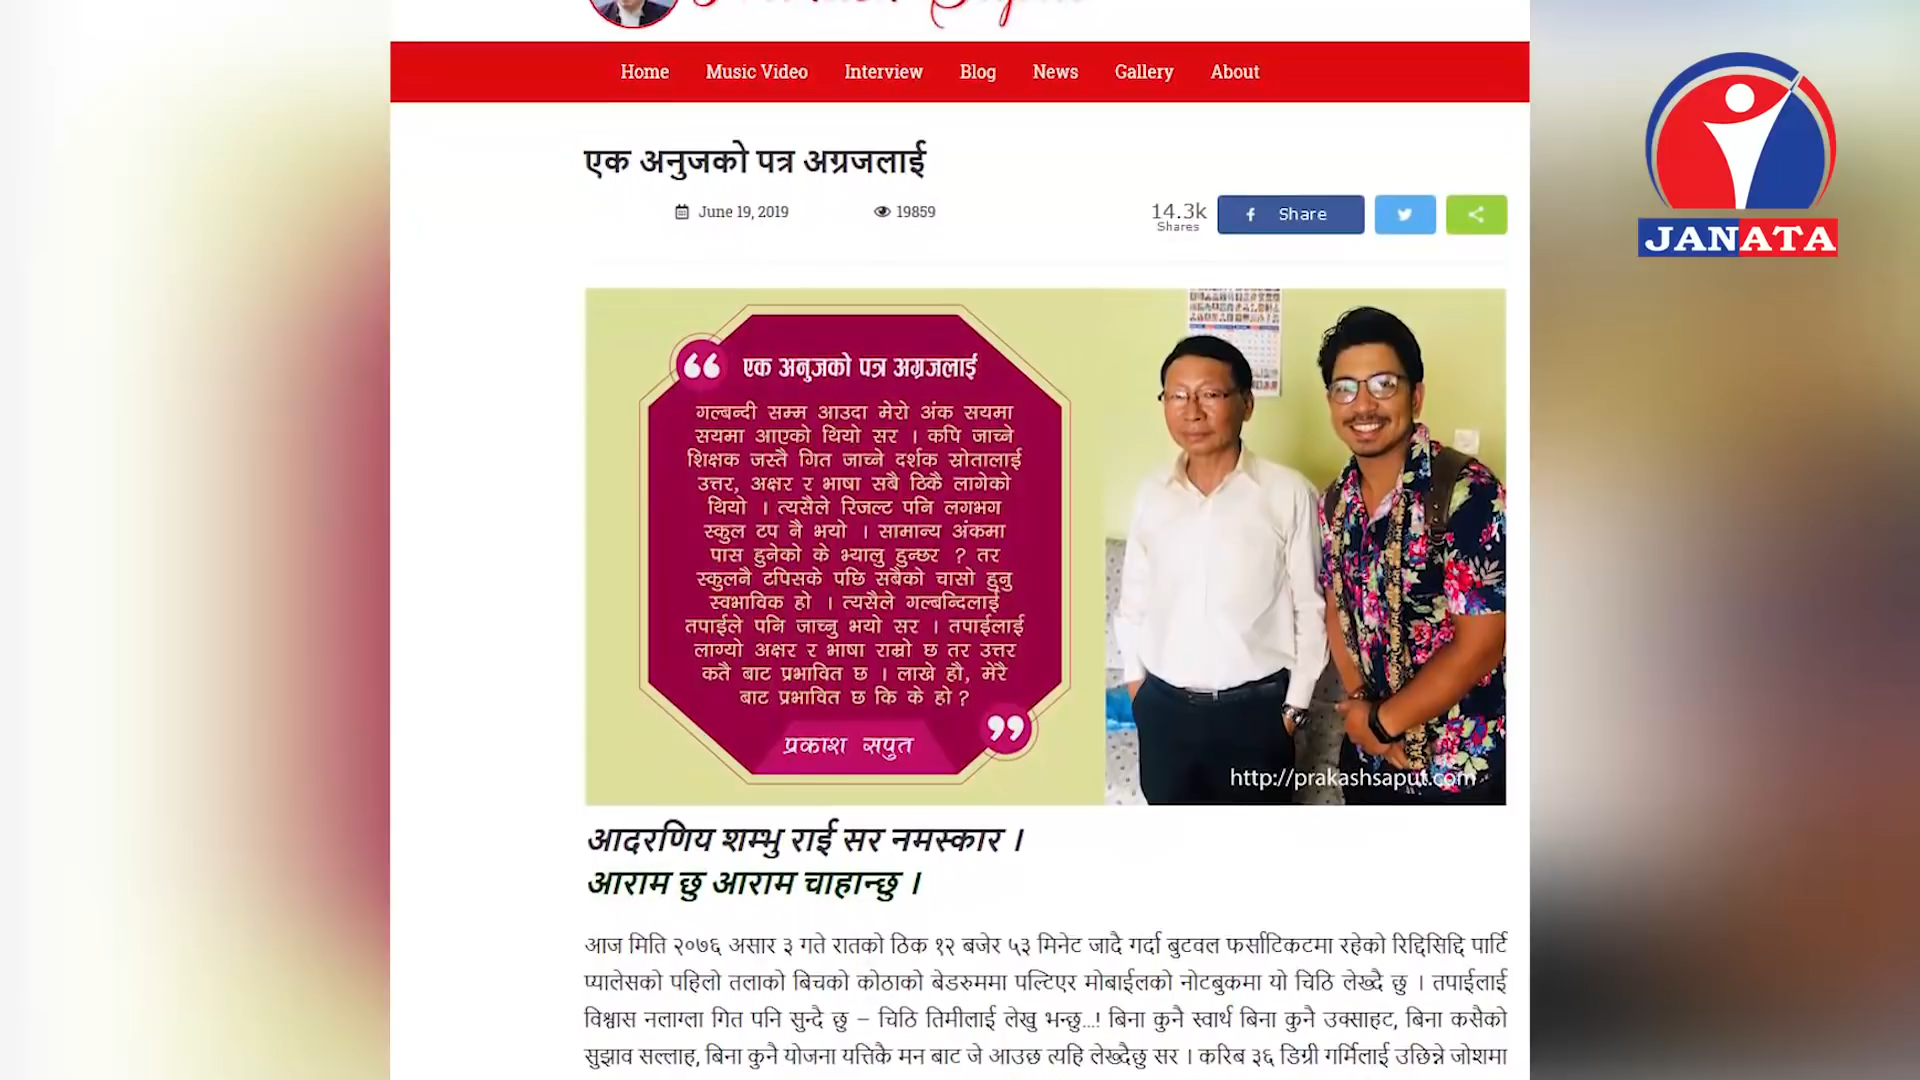 Home Music Video Interview Blog News Gallery About
JANATA
एक अनुजको पत्र अग्रजलाई
June 19, 2019 19859
14.3k
Shares
Share
एक अनुजको पत्र अग्रजलाई
गल्बन्दी सम्म आउदा मेरो अंक सयमा
सयमा आएको थियो सर । कपि जाच्ने
शिक्षक जस्तै गित जाच्ने दर्शक स्रोतालाई
उत्तर, अक्षर र भाषा सबै ठिकै लागेको
थियो । त्यसैले रिजल्ट पनि लगभग
स्कुल टप नै भयो । सामान्य अंकमा
पास हुनेको के भ्यालु हुन्छर ? तर
स्कुलनै टपिसके पछि सबैको चासो हुनु
स्वभाविक हो । त्यसैले गल्बन्दिलाई
तपाईले पनि जाच्नु भयो सर । तपाईलाई
लाग्यो अक्षर र भाषा राम्रो छ तर उत्तर
कतै बाट प्रभावित छ । लाखे हौ, मेरै
बाट प्रभावित छ कि के हो ?
प्रकाश सपुत
http://prakashsaput.com
आदरणिय शम्भु राई सर नमस्कार ।
आराम छु आराम चाहान्छु ।
आज मिति २०७६ असार ३ गते रातको ठिक १२ बजेर ५३ मिनेट जादै गर्दा बुटवल फर्साटिकटमा रहेको रिद्दिसिद्दि पार्टि
प्यालेसको पहिलो तलाको बिचको कोठाको बेडरुममा पल्टिएर मोबाईलको नोटबुकमा यो चिठि लेख्दै छु । तपाईलाई
विश्वास नलाग्ला गित पनि सुन्दै छु – चिठि तिमीलाई लेखु भन्छु...! बिना कुनै स्वार्थ बिना कुनै उक्साहट, बिना कसैको
सुझाव सल्लाह, बिना कुनै योजना यत्तिकै मन बाट जे आउछ त्यहि लेख्दैछु सर । करिब ३६ डिग्री गर्मिलाई उछिन्ने जोशमा